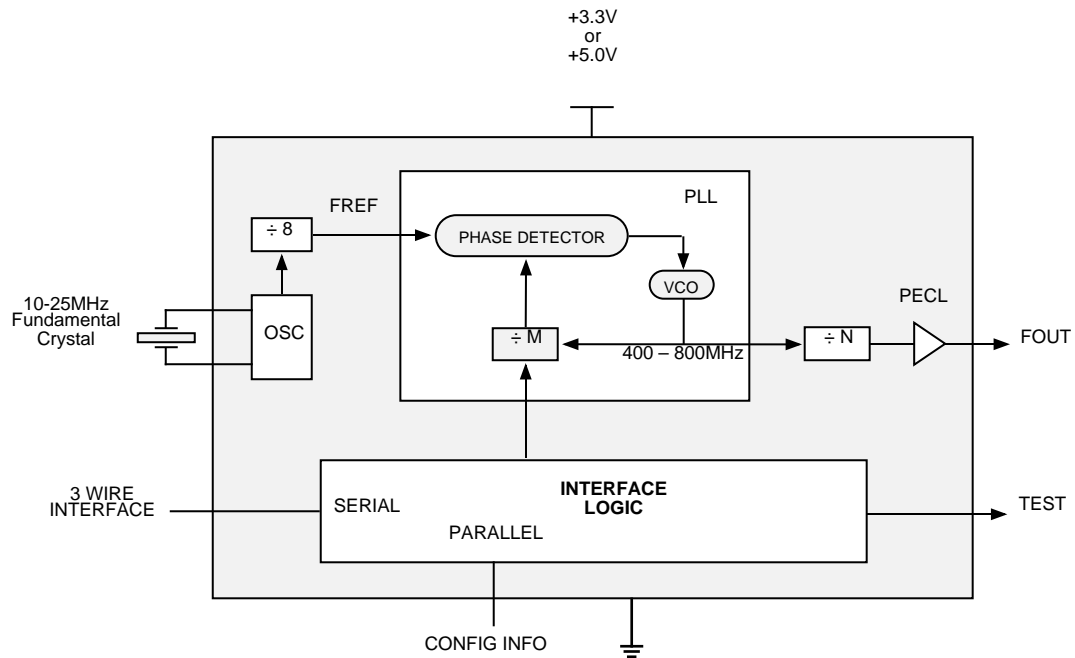 +3.3V
or
+5.0V
PLL
FREF
÷ 8
PHASE DETECTOR
VCO
10-25MHz
Fundamental
Crystal
OSC
÷ M
400 – 800MHz
÷ N
PECL
FOUT
3 WIRE
INTERFACE
SERIAL
INTERFACE
LOGIC
PARALLEL
TEST
CONFIG INFO